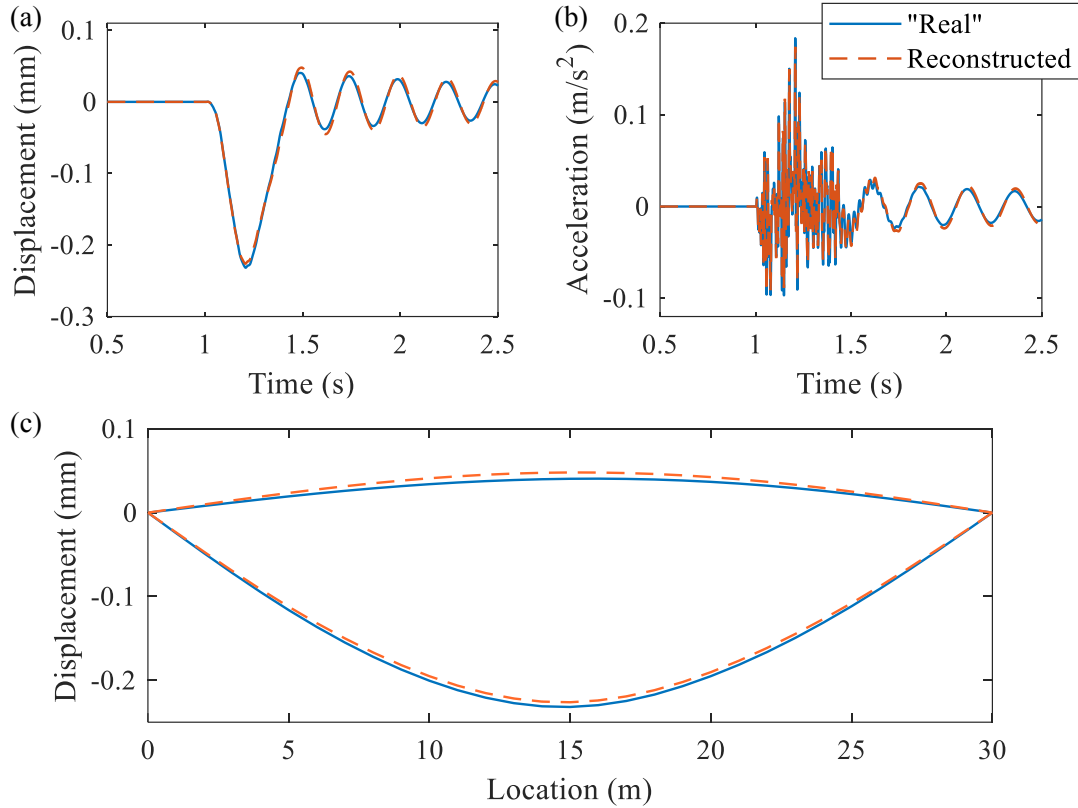 (a)
0.1
0
-0.1
-0.2
-0.3
Displacement (mm)
0.5
1
1.5
2
2.5
Time (s)
(b)
0.2
0.1
0
-0.1
Acceleration (m/s²)
0.5
1
1.5
2
2.5
Time (s)
"Real"
Reconstructed
(c)
0.1
0
-0.1
-0.2
Displacement (mm)
0
5
10
15
20
25
30
Location (m)